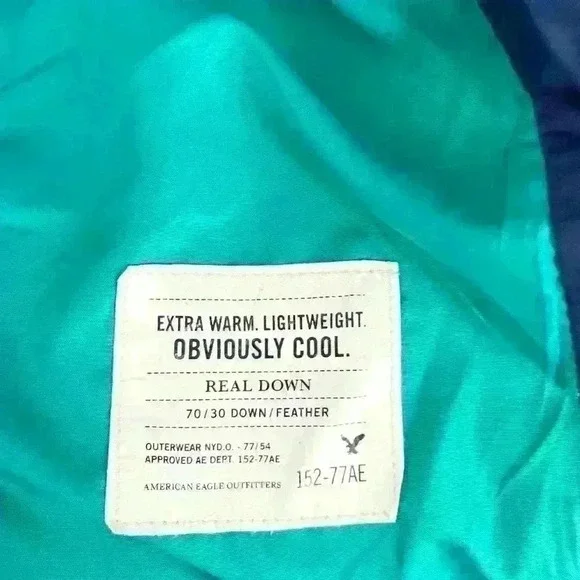 EXTRA WARM. LIGHTWEIGHT.
OBVIOUSLY COOL.
REAL DOWN
70/30 DOWN/FEATHER
OUTERWEAR NYD.O. - 77/54
APPROVED AE DEPT. 152-77AE
AMERICAN EAGLE OUTFITTERS
152-77AE